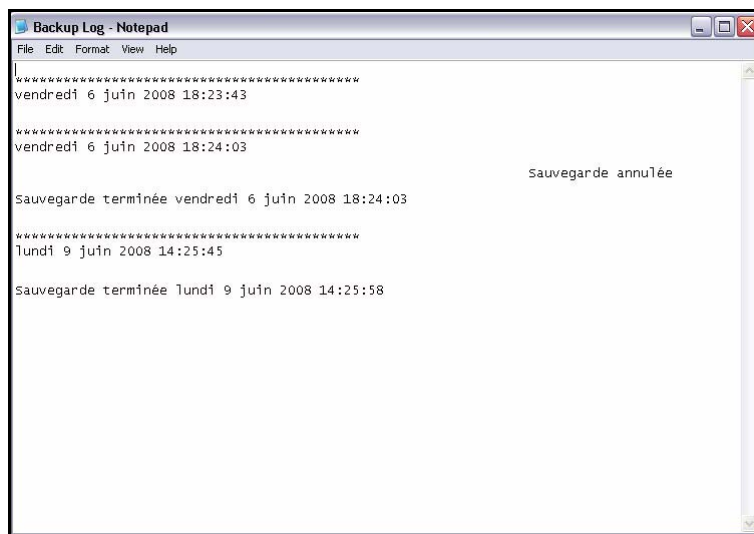 Backup Log - Notepad
File Edit Format View Help
*******************************************
vendredi 6 juin 2008 18:23:43
*******************************************
vendredi 6 juin 2008 18:24:03
Sauvegarde annulée
Sauvegarde terminée vendredi 6 juin 2008 18:24:03
*******************************************
lundi 9 juin 2008 14:25:45
Sauvegarde terminée lundi 9 juin 2008 14:25:58